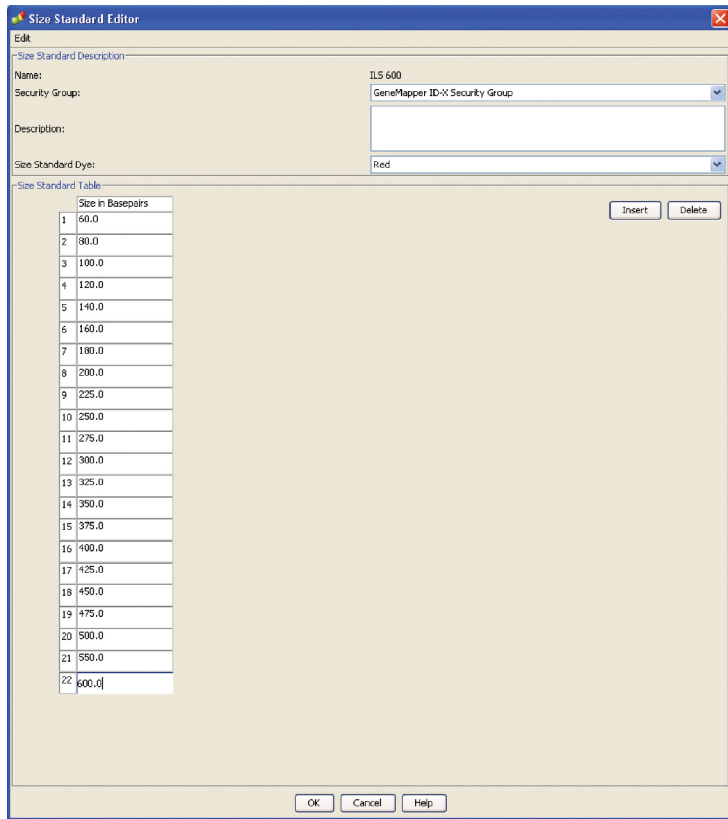 Size Standard Editor
Edit
Size Standard Description
Name: ILS 600
Security Group: GeneMapper ID-X Security Group
Description:
Size Standard Dye: Red
Size Standard Table
Size in Basepairs
Insert Delete
1 60.0
2 80.0
3 100.0
4 120.0
5 140.0
6 160.0
7 180.0
8 200.0
9 225.0
10 250.0
11 275.0
12 300.0
13 325.0
14 350.0
15 375.0
16 400.0
17 425.0
18 450.0
19 475.0
20 500.0
21 550.0
22 600.0
OK Cancel Help